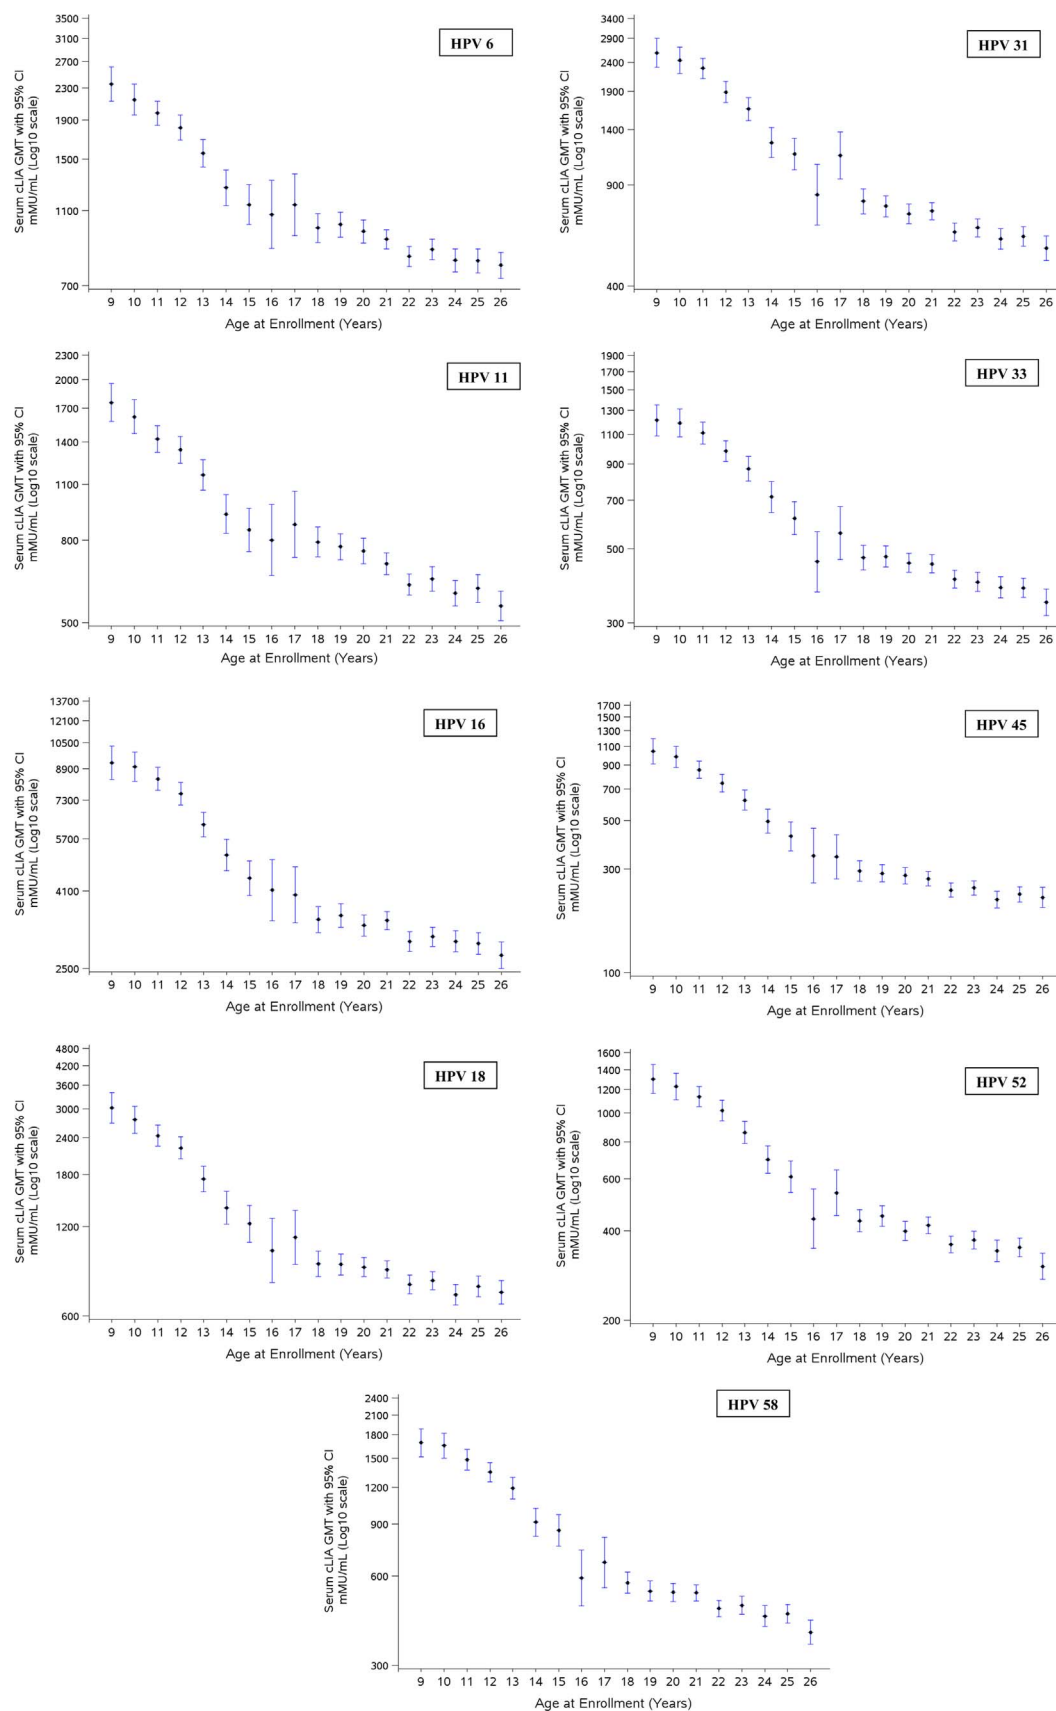 HPV 6
Serum cLIA GMT with 95% CI
mMU/mL (Log10 scale)
3500
3100
2700
2300
1900
1500
1100
700
9 10 11 12 13 14 15 16 17 18 19 20 21 22 23 24 25 26
Age at Enrollment (Years)
HPV 31
Serum cLIA GMT with 95% CI
mMU/mL (Log10 scale)
3400
2900
2400
1900
1400
900
400
9 10 11 12 13 14 15 16 17 18 19 20 21 22 23 24 25 26
Age at Enrollment (Years)
HPV 11
Serum cLIA GMT with 95% CI
mMU/mL (Log10 scale)
2300
2000
1700
1400
1100
800
500
9 10 11 12 13 14 15 16 17 18 19 20 21 22 23 24 25 26
Age at Enrollment (Years)
HPV 33
Serum cLIA GMT with 95% CI
mMU/mL (Log10 scale)
1900
1700
1500
1300
1100
900
700
500
300
9 10 11 12 13 14 15 16 17 18 19 20 21 22 23 24 25 26
Age at Enrollment (Years)
HPV 16
Serum cLIA GMT with 95% CI
mMU/mL (Log10 scale)
13700
12100
10500
8900
7300
5700
4100
2500
9 10 11 12 13 14 15 16 17 18 19 20 21 22 23 24 25 26
Age at Enrollment (Years)
HPV 45
Serum cLIA GMT with 95% CI
mMU/mL (Log10 scale)
1700
1500
1300
1100
900
700
500
300
100
9 10 11 12 13 14 15 16 17 18 19 20 21 22 23 24 25 26
Age at Enrollment (Years)
HPV 18
Serum cLIA GMT with 95% CI
mMU/mL (Log10 scale)
4800
4200
3600
3000
2400
1800
1200
600
9 10 11 12 13 14 15 16 17 18 19 20 21 22 23 24 25 26
Age at Enrollment (Years)
HPV 52
Serum cLIA GMT with 95% CI
mMU/mL (Log10 scale)
1600
1400
1200
1000
800
600
400
200
9 10 11 12 13 14 15 16 17 18 19 20 21 22 23 24 25 26
Age at Enrollment (Years)
HPV 58
Serum cLIA GMT with 95% CI
mMU/mL (Log10 scale)
2400
2100
1800
1500
1200
900
600
300
9 10 11 12 13 14 15 16 17 18 19 20 21 22 23 24 25 26
Age at Enrollment (Years)